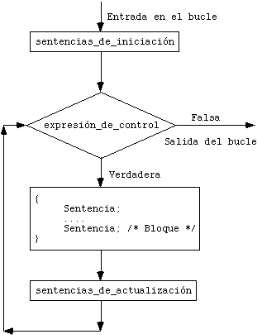 Entrada en el bucle
sentencias_de_iniciación
expresión_de_control
Falsa
Salida del bucle
Verdadera
{
Sentencia;
....
Sentencia; /* Bloque */
}
sentencias_de_actualización